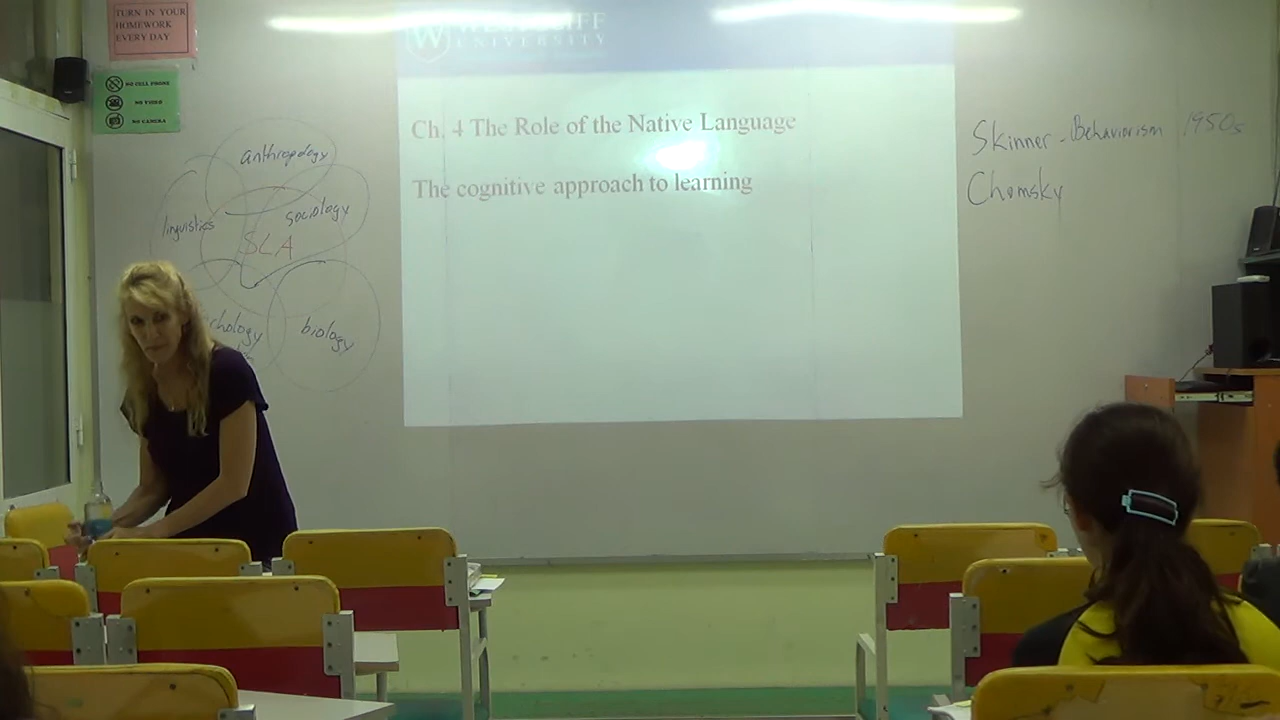 TURN IN YOUR
HOMEWORK
EVERY DAY
NO CELL PHONE
NO VIDEO
NO CAMERA
anthropology
linguistics
sociology
SLA
chology
biology
W
UNIVERSITY
Ch. 4 The Role of the Native Language
The cognitive approach to learning
Skinner - Behaviorism 1950s
Chomsky